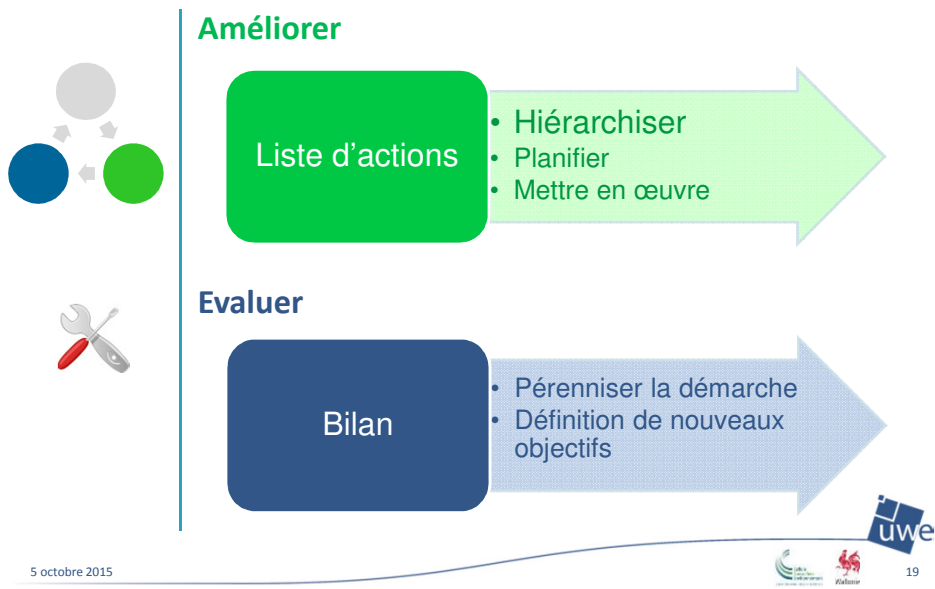 Améliorer
Liste d'actions
• Hiérarchiser
• Planifier
• Mettre en œuvre
Evaluer
Bilan
• Pérenniser la démarche
• Définition de nouveaux
objectifs
uwe
5 octobre 2015
Wallonie
19